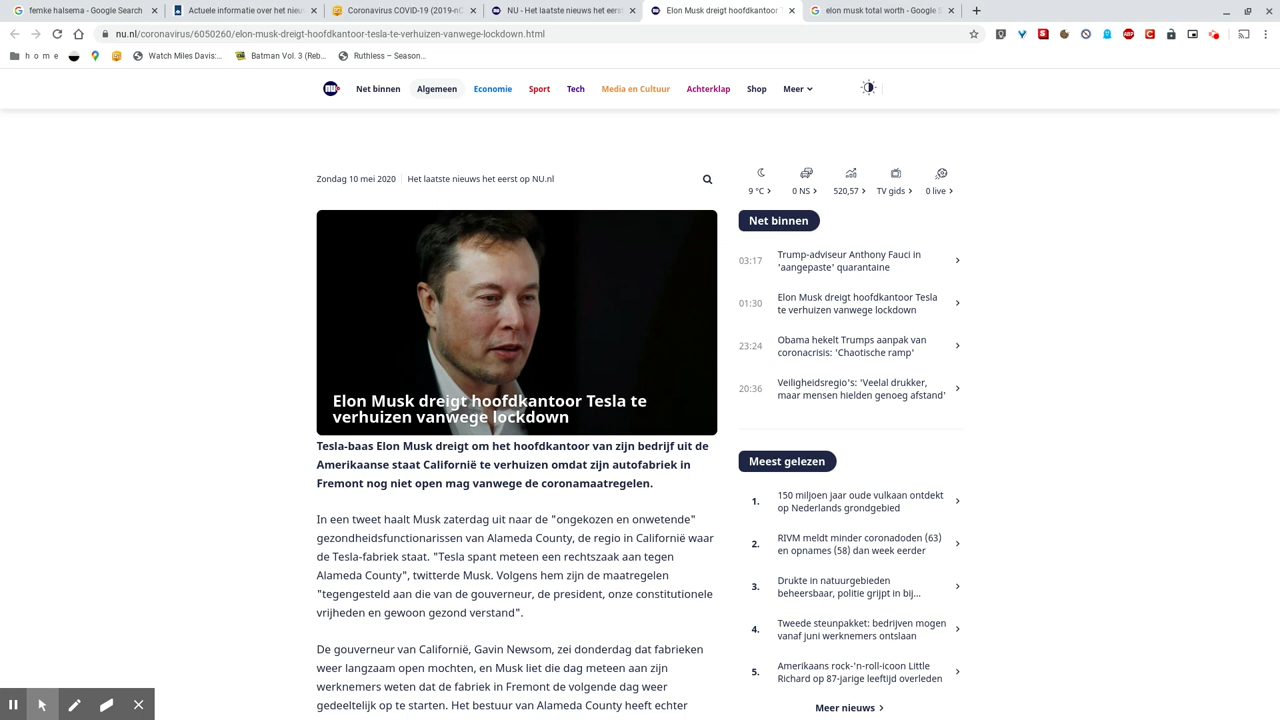 femke halsema - Google Search
Actuele informatie over het nieu
Coronavirus COVID-19 (2019-nC
NU - Het laatste nieuws het eerst
Elon Musk dreigt hoofdkantoor T
elon musk total worth - Google S
nu.nl/coronavirus/6050260/elon-musk-dreigt-hoofdkantoor-tesla-te-verhuizen-vanwege-lockdown.html
h o m e
Watch Miles Davis:...
Batman Vol. 3 (Reb...
Ruthless – Season...
Net binnen
Algemeen
Economie
Sport
Tech
Media en Cultuur
Achterklap
Shop
Meer
Zondag 10 mei 2020
Het laatste nieuws het eerst op NU.nl
9 °C
0 NS
520,57
TV gids
0 live
Elon Musk dreigt hoofdkantoor Tesla te
verhuizen vanwege lockdown
Tesla-baas Elon Musk dreigt om het hoofdkantoor van zijn bedrijf uit de
Amerikaanse staat Californië te verhuizen omdat zijn autofabriek in
Fremont nog niet open mag vanwege de coronamaatregelen.
In een tweet haalt Musk zaterdag uit naar de "ongekozen en onwetende"
gezondheidsfunctionarissen van Alameda County, de regio in Californië waar
de Tesla-fabriek staat. "Tesla spant meteen een rechtszaak aan tegen
Alameda County", twitterde Musk. Volgens hem zijn de maatregelen
"tegengesteld aan die van de gouverneur, de president, onze constitutionele
vrijheden en gewoon gezond verstand".
De gouverneur van Californië, Gavin Newsom, zei donderdag dat fabrieken
weer langzaam open mochten, en Musk liet die dag meteen aan zijn
werknemers weten dat de fabriek in Fremont de volgende dag weer
gedeeltelijk op te starten. Het bestuur van Alameda County heeft echter
Net binnen
03:17 Trump-adviseur Anthony Fauci in
'aangepaste' quarantaine
01:30 Elon Musk dreigt hoofdkantoor Tesla
te verhuizen vanwege lockdown
23:24 Obama hekelt Trumps aanpak van
coronacrisis: 'Chaotische ramp'
20:36 Veiligheidsregio's: 'Veelal drukker,
maar mensen hielden genoeg afstand'
Meest gelezen
1. 150 miljoen jaar oude vulkaan ontdekt
op Nederlands grondgebied
2. RIVM meldt minder coronadoden (63)
en opnames (58) dan week eerder
3. Drukte in natuurgebieden
beheersbaar, politie grijpt in bij...
4. Tweede steunpakket: bedrijven mogen
vanaf juni werknemers ontslaan
5. Amerikaans rock-'n-roll-icoon Little
Richard op 87-jarige leeftijd overleden
Meer nieuws